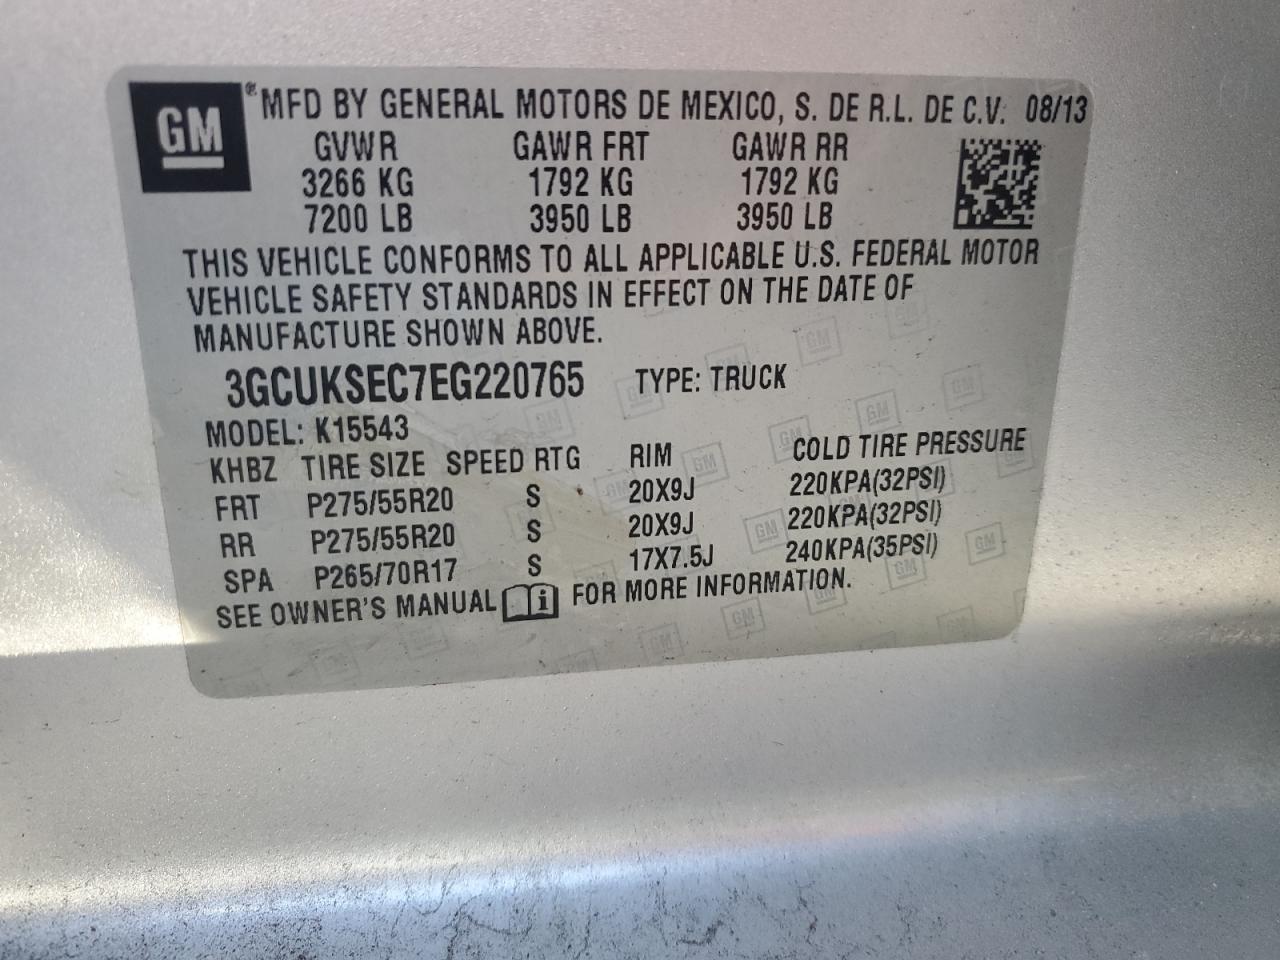 GM ® MFD BY GENERAL MOTORS DE MEXICO, S. DE R.L. DE C.V. 08/13
GVWR GAWR FRT GAWR RR
3266 KG 1792 KG 1792 KG
7200 LB 3950 LB 3950 LB
THIS VEHICLE CONFORMS TO ALL APPLICABLE U.S. FEDERAL MOTOR
VEHICLE SAFETY STANDARDS IN EFFECT ON THE DATE OF
MANUFACTURE SHOWN ABOVE.
3GCUKSEC7EG220765 TYPE: TRUCK
MODEL: K15543
KHBZ TIRE SIZE SPEED RTG RIM COLD TIRE PRESSURE
FRT P275/55R20 S 20X9J 220KPA(32PSI)
RR P275/55R20 S 20X9J 220KPA(32PSI)
SPA P265/70R17 S 17X7.5J 240KPA(35PSI)
SEE OWNER'S MANUAL i FOR MORE INFORMATION.